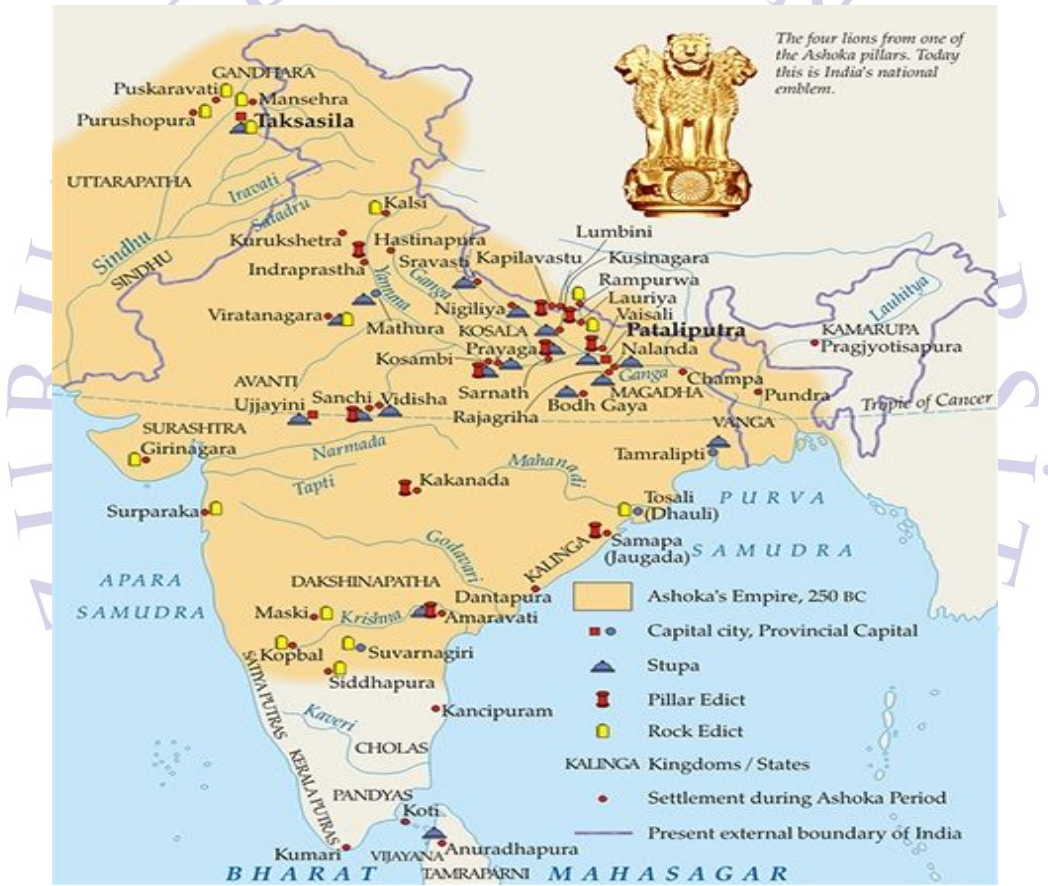 The four lions from one of
the Ashoka pillars. Today
this is India's national
emblem.
GANDHARA
Puskaravati
Mansehra
Purushopura
Taksasila
UTTARAPATHA
Iravati
Satadru
Kalsi
Sindhu
SINDHU
Kurukshetra
Hastinapura
Lumbini
Indraprastha
Sravasti
Kapilavastu
Kusinagara
Rampurwa
Yamuna
Ganga
Nigiliya
Lauriya
Lauhitya
Viratanagara
Mathura
KOSALA
Vaisali
Pataliputra
KAMARUPA
Pragjyotisapura
Kosambi
Prayaga
Nalanda
AVANTI
Sarnath
Ganga
Champa
Ujjayini
Sanchi
Vidisha
Rajagriha
MAGADHA
Bodh Gaya
Pundra
Tropic of Cancer
SURASHTRA
VANGA
Girinagara
Narmada
Tamralipti
Tapti
Kakanada
Mahanadi
Surparaka
Tosali
(Dhauli)
PURVA
SAMUDRA
Godavari
KALINGA
Samapa
(Jaugada)
APARA
SAMUDRA
DAKSHINAPATHA
Dantapura
Ashoka's Empire, 250 BC
Maski
Krishna
Amaravati
Capital city, Provincial Capital
Kopbal
Suvarnagiri
Stupa
Siddhapura
SATIYA PUTRAS
Pillar Edict
Kancipuram
Kaveri
Rock Edict
CHOLAS
KERALA PUTRAS
KALINGA Kingdoms / States
PANDYAS
Settlement during Ashoka Period
Koti
Present external boundary of India
Kumari
VIJAYANA
Anuradhapura
TAMRAPARNI
BHARAT MAHASAGAR